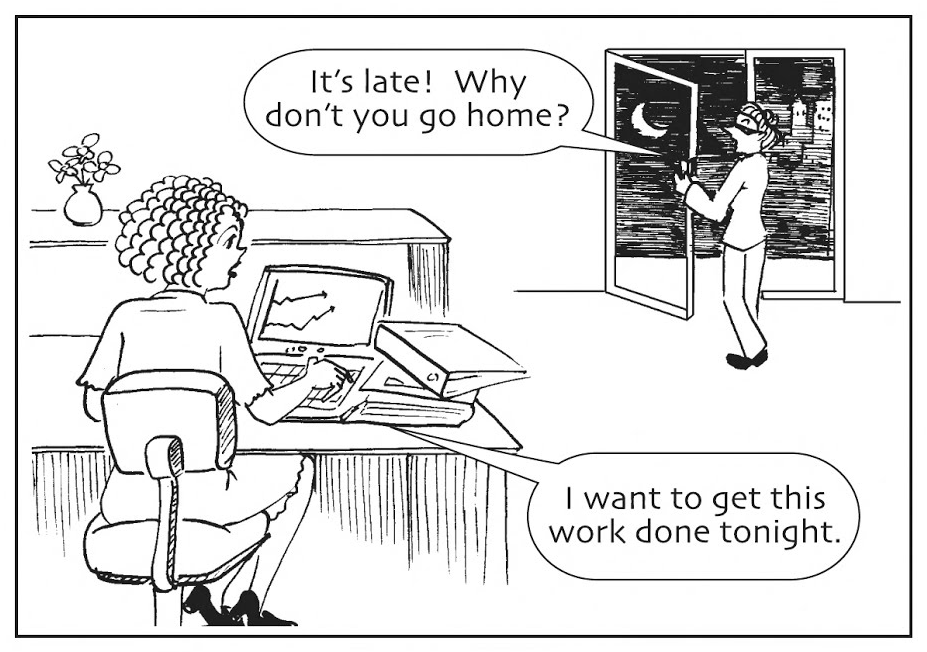 It's late!  Why
don't you go home?
I want to get this
work done tonight.